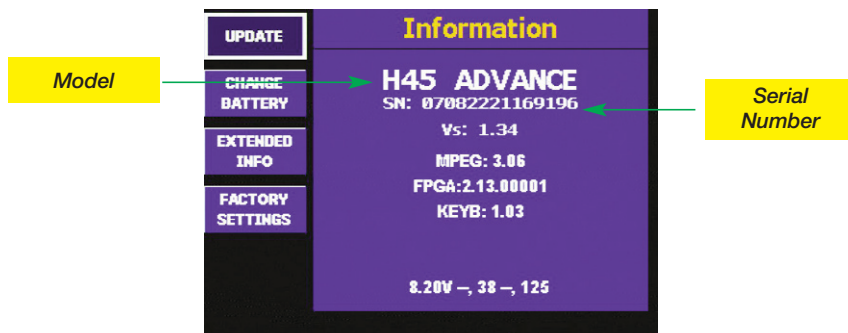 UPDATE
CHANGE
BATTERY
EXTENDED
INFO
FACTORY
SETTINGS
Information
H45 ADVANCE
SN: 07082221169196
Vs: 1.34
MPEG: 3.06
FPGA:2.13.00001
KEYB: 1.03
8.20V –, 38 –, 125
Model
Serial
Number